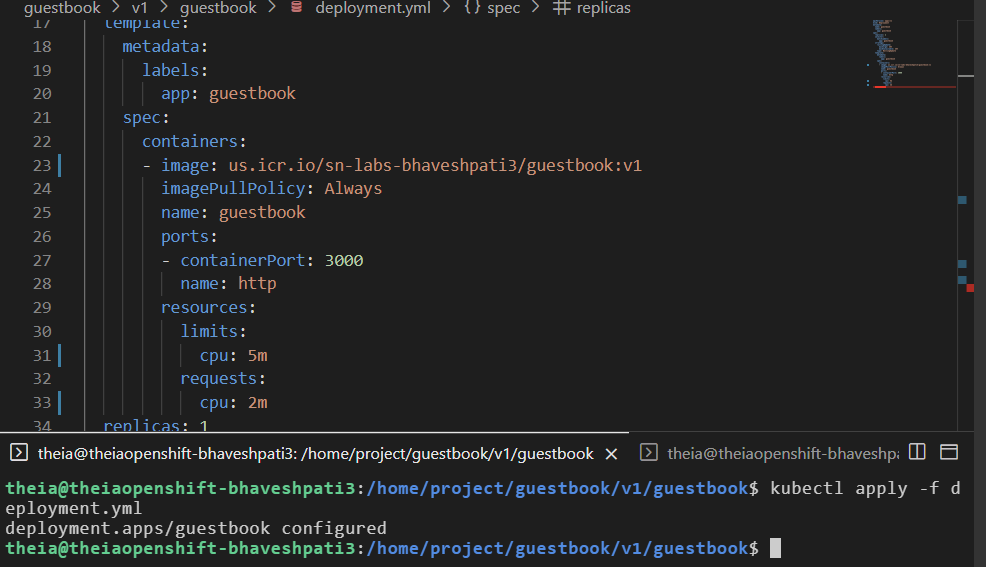 guestbook > v1 > guestbook > deployment.yml > {} spec > replicas
17 template:
18 metadata:
19 labels:
20 app: guestbook
21 spec:
22 containers:
23 - image: us.icr.io/sn-labs-bhaveshpati3/guestbook:v1
24 imagePullPolicy: Always
25 name: guestbook
26 ports:
27 - containerPort: 3000
28 name: http
29 resources:
30 limits:
31 cpu: 5m
32 requests:
33 cpu: 2m
34 replicas: 1
theia@theiaopenshift-bhaveshpati3: /home/project/guestbook/v1/guestbook × theia@theiaopenshift-bhaveshpa
theia@theiaopenshift-bhaveshpati3:/home/project/guestbook/v1/guestbook$ kubectl apply -f d
eployment.yml
deployment.apps/guestbook configured
theia@theiaopenshift-bhaveshpati3:/home/project/guestbook/v1/guestbook$